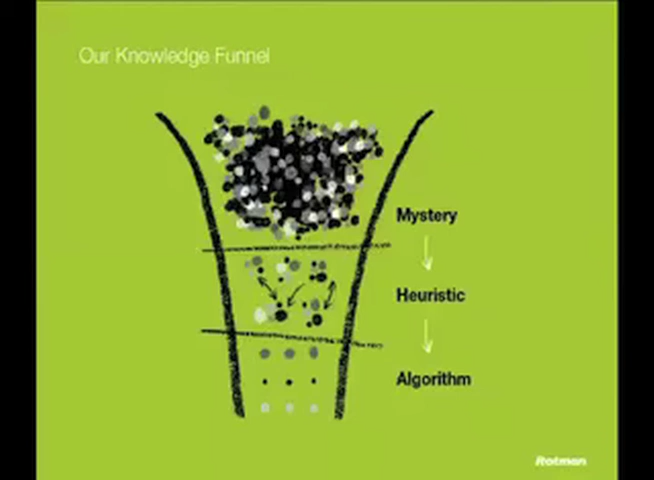 Our Knowledge Funnel
Mystery
Heuristic
Algorithm
Rotman